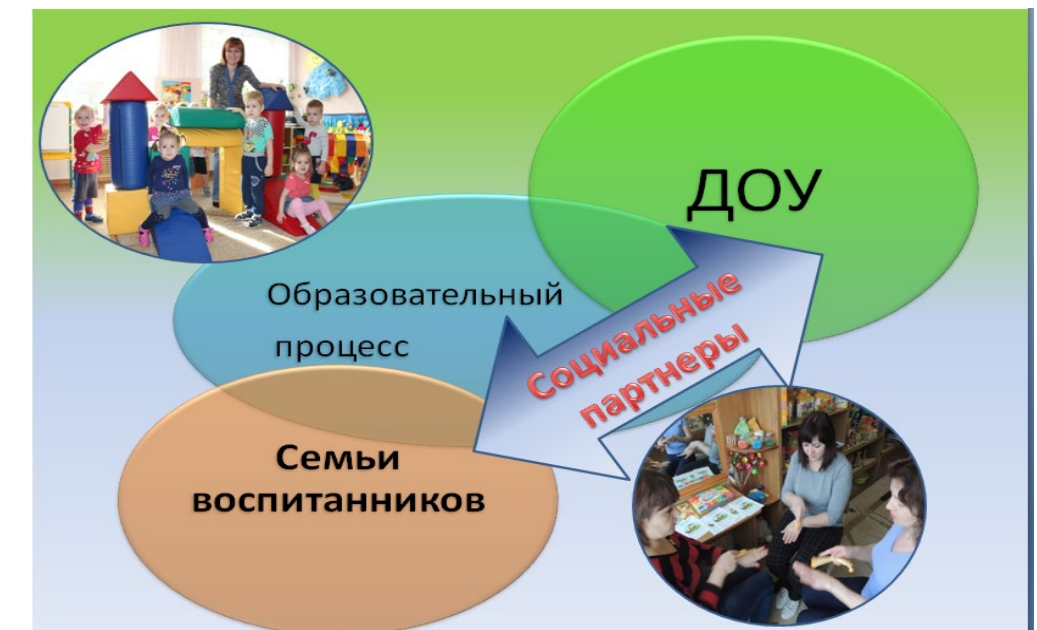 ДОУ
Образовательный
процесс
Социальные
партнеры
Семьи
воспитанников